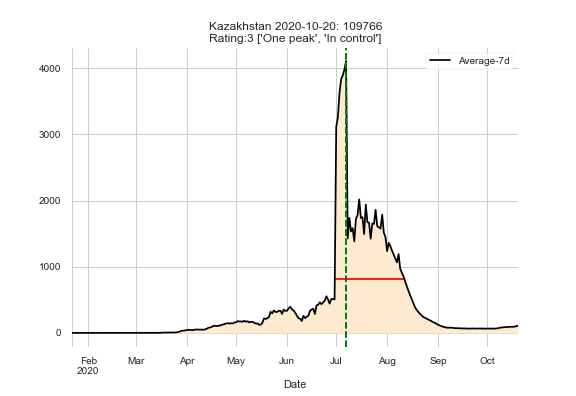 Kazakhstan 2020-10-20: 109766
Rating:3 ['One peak', 'In control']
Average-7d
4000
3000
2000
1000
0
Feb
2020
Mar
Apr
May
Jun
Jul
Aug
Sep
Oct
Date